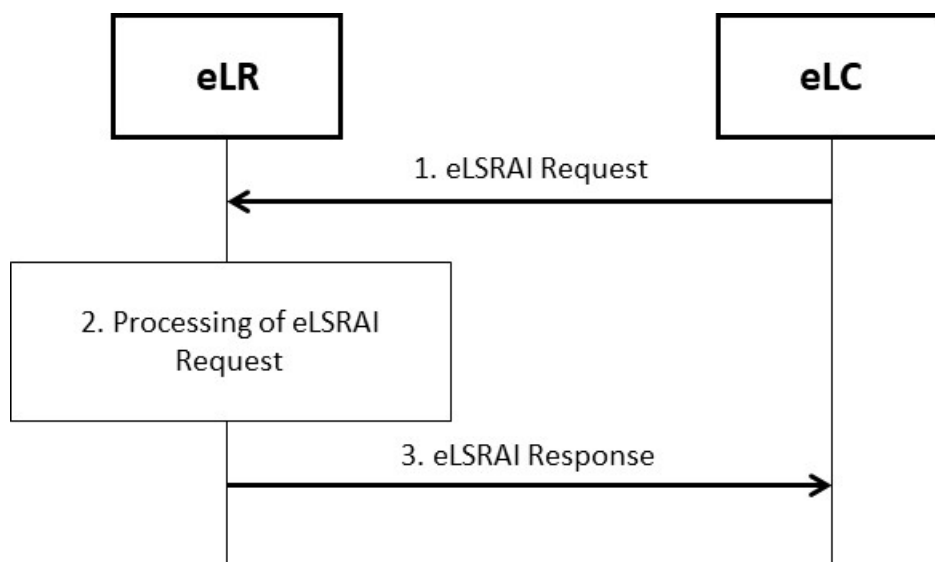 eLR
eLC
1. eLSRAI Request
2. Processing of eLSRAI
Request
3. eLSRAI Response